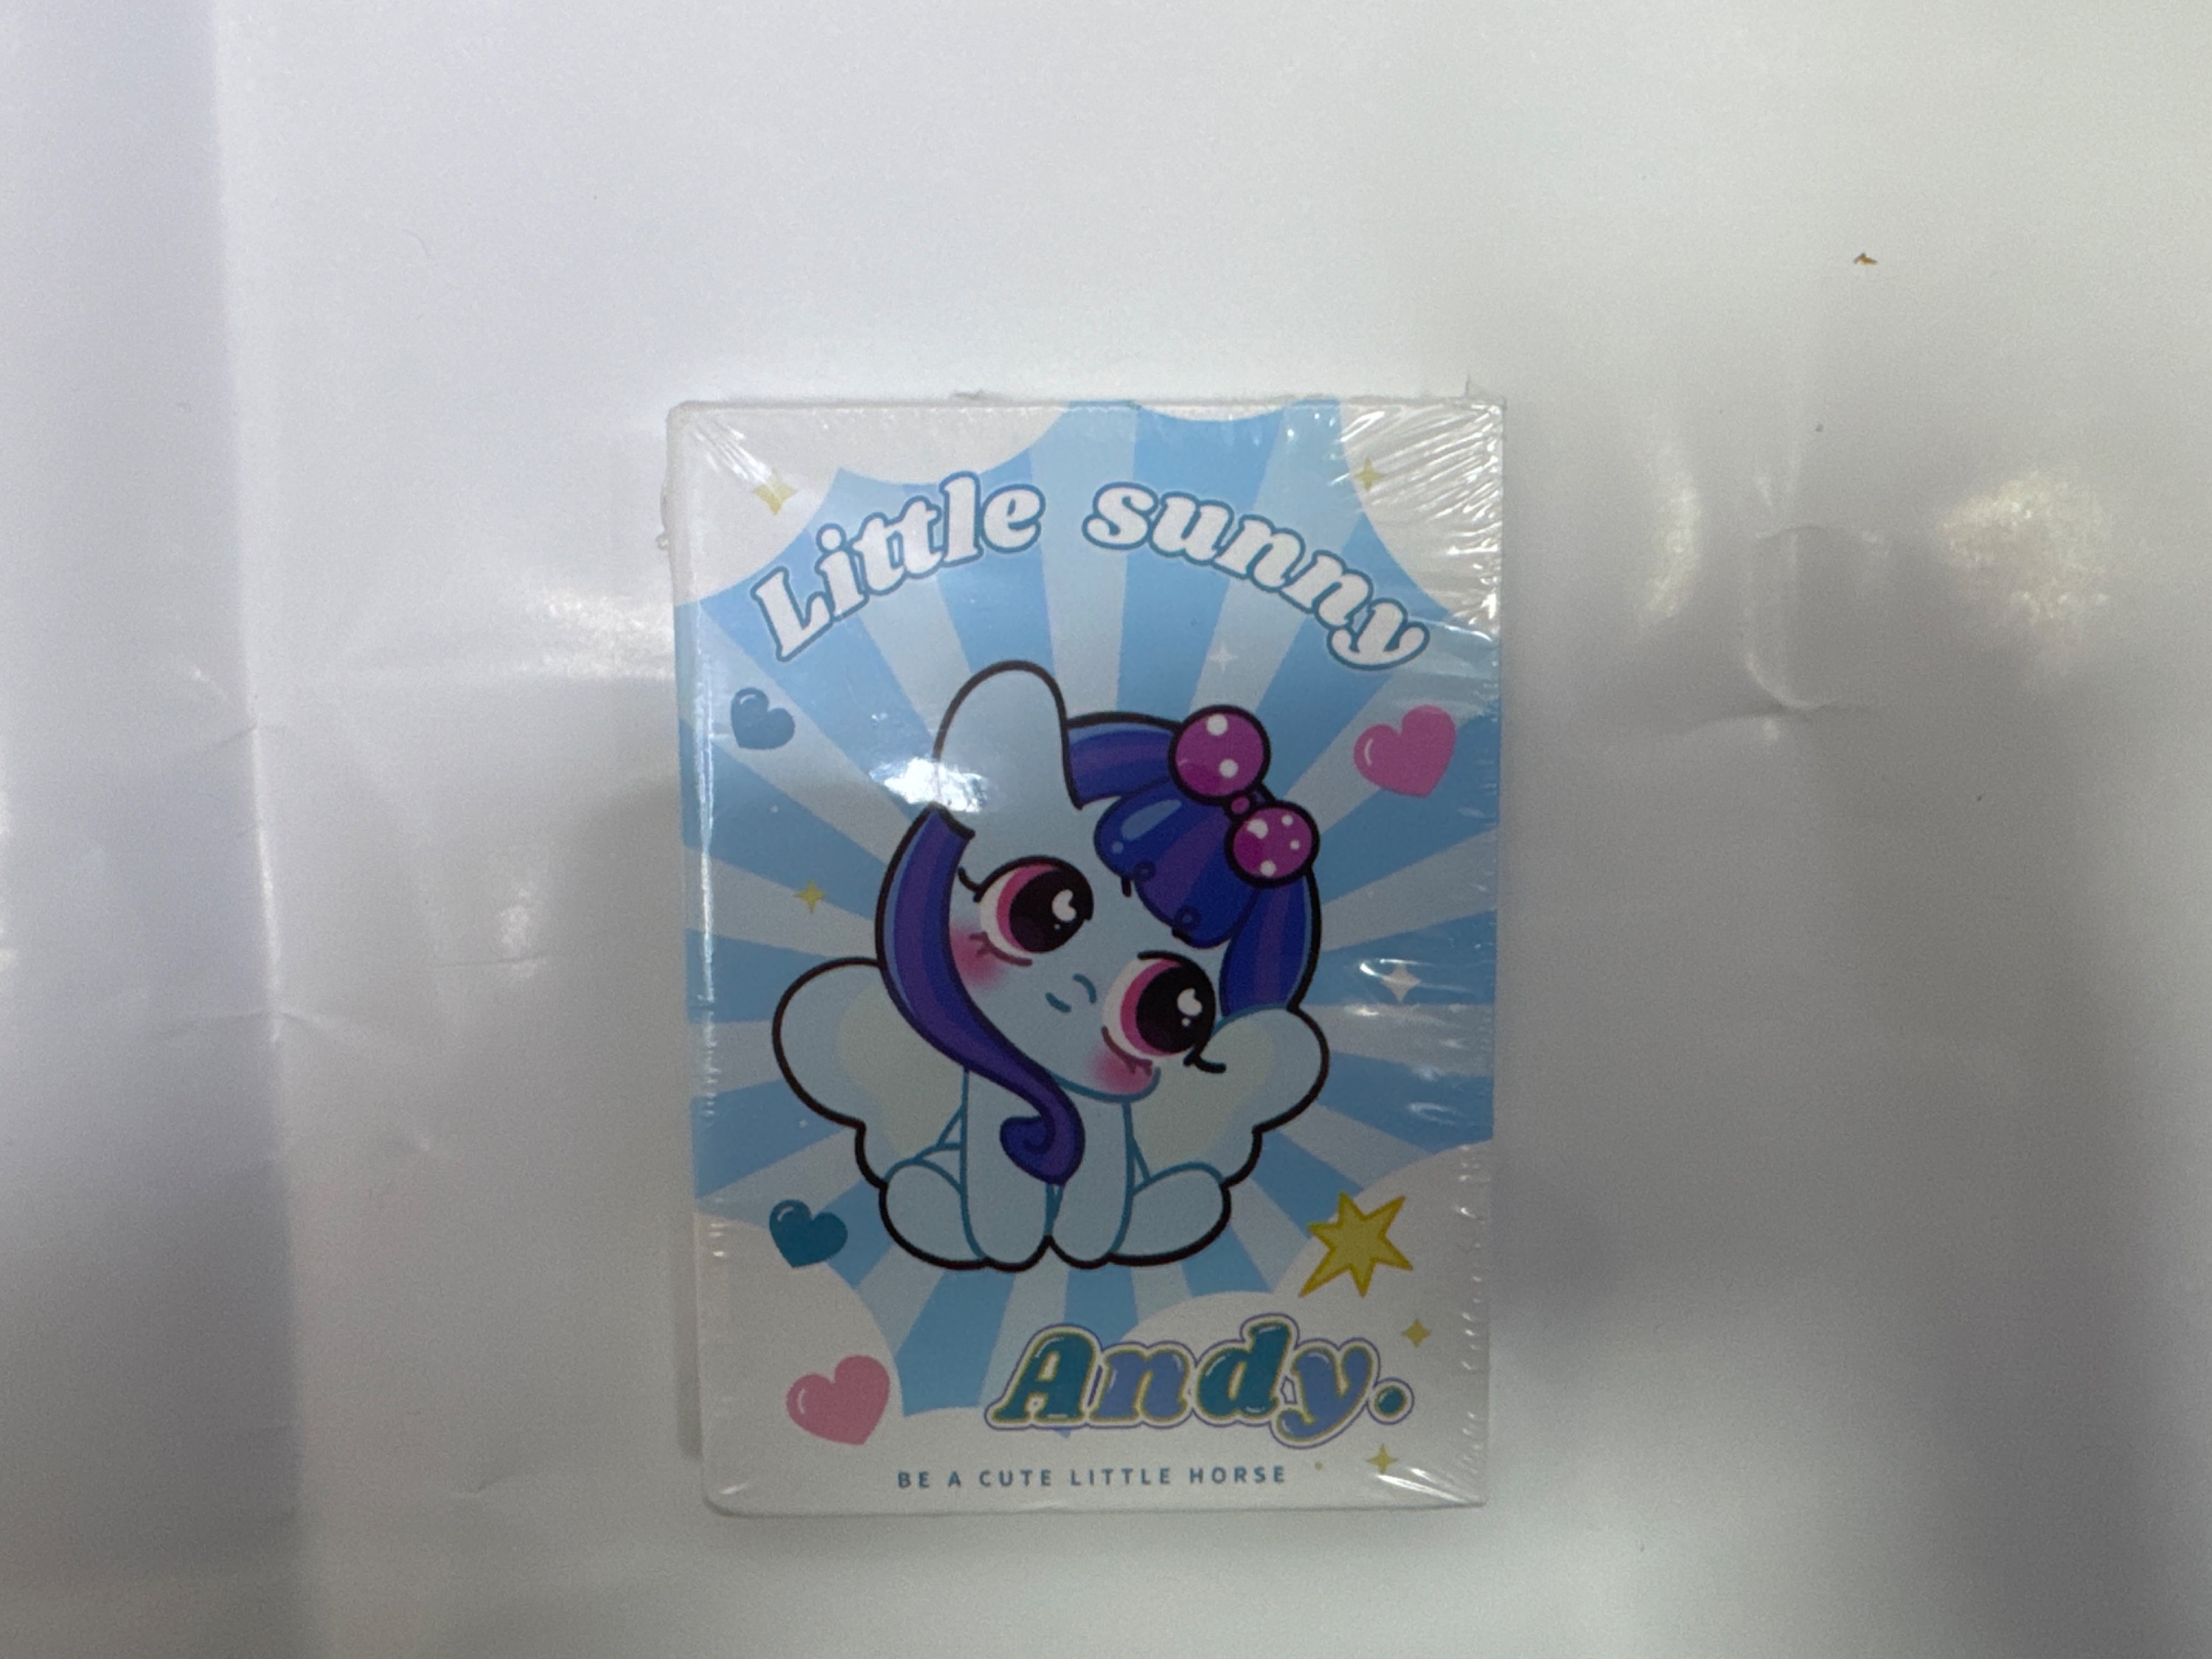 Little sunny
Andy.
BE A CUTE LITTLE HORSE